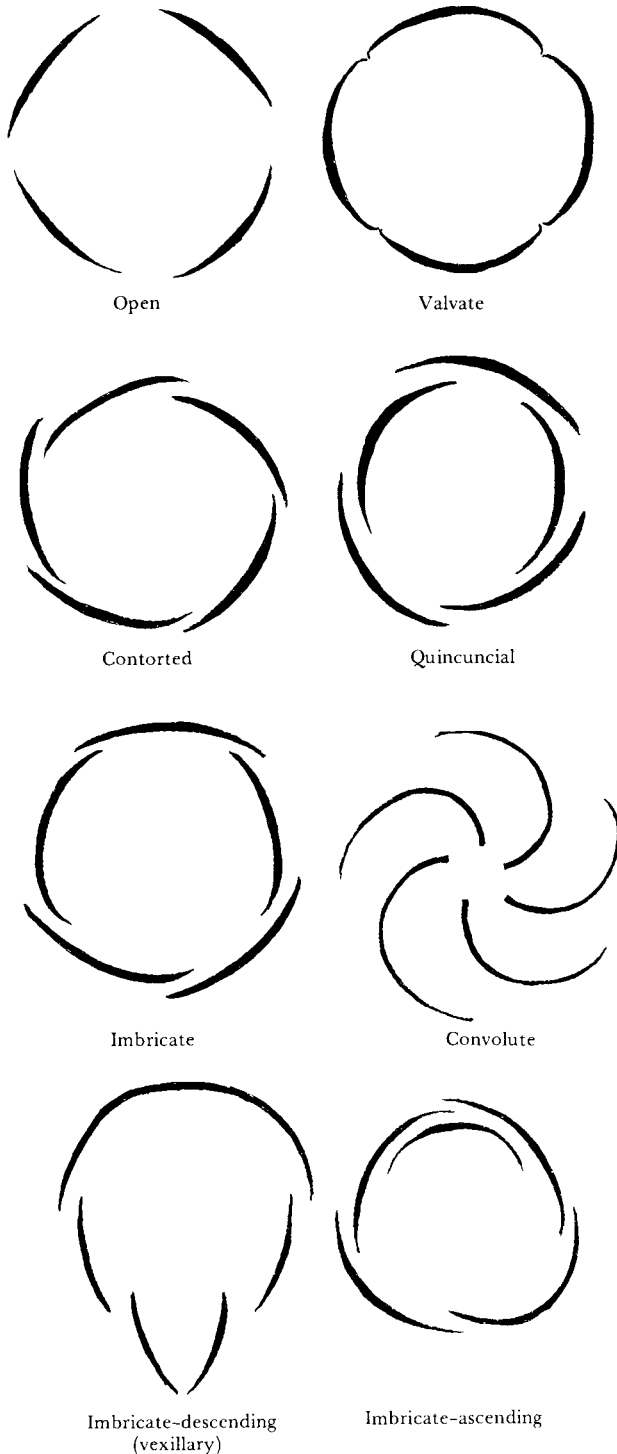 Open
Valvate
Contorted
Quincuncial
Imbricate
Convolute
Imbricate-descending
(vexillary)
Imbricate-ascending